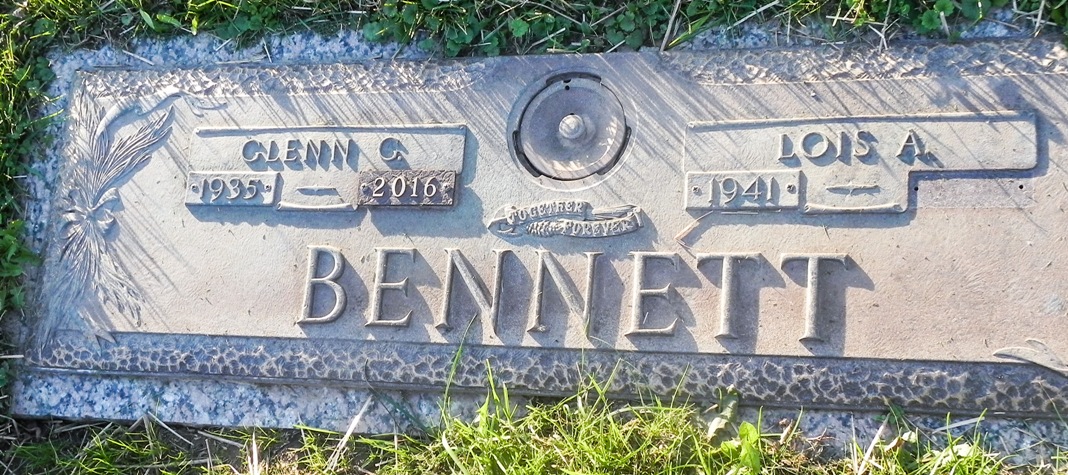 GLENN C.
1935 2016
LOIS A.
1941
TOGETHER
FOREVER
BENNETT